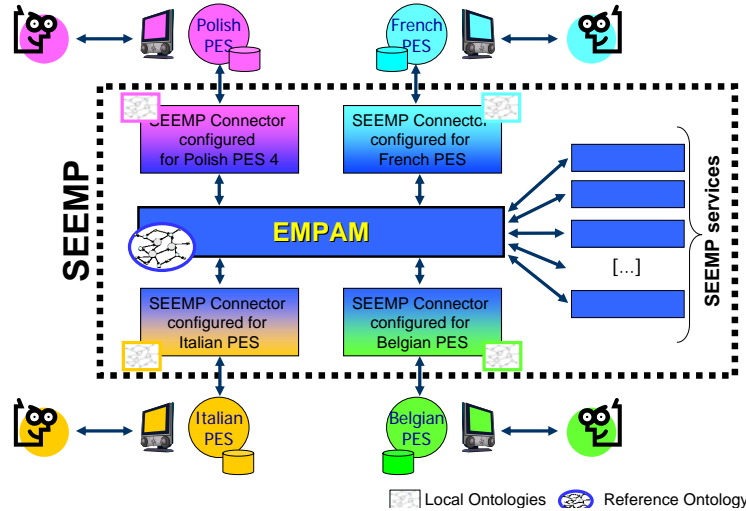 Polish
PES
French
PES
SEEMP Connector
configured
for Polish PES 4
SEEMP Connector
configured for
French PES
SEEMP
EMPAM
[...]
SEEMP services
SEEMP Connector
configured for
Italian PES
SEEMP Connector
configured for
Belgian PES
Italian
PES
Belgian
PES
Local Ontologies
Reference Ontology